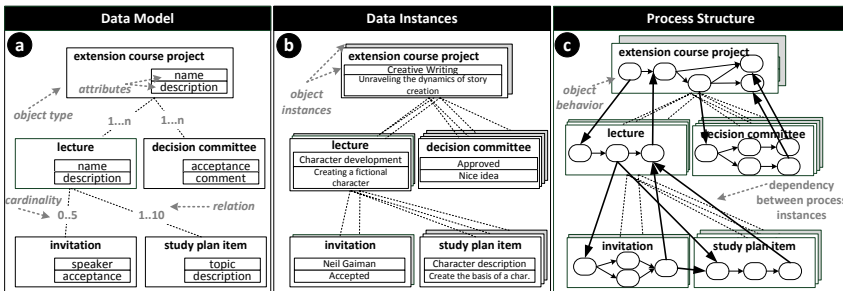 Data Model
a
extension course project
name
description
attributes
object type
1...n
1...n
lecture
name
description
decision committee
acceptance
comment
cardinality
0..5
1...10
relation
invitation
speaker
acceptance
study plan item
topic
description
Data Instances
b
extension course project
Creative Writing
Unraveling the dynamics of story
creation
object
instances
lecture
Character development
Creating a fictional
character
decision committee
Approved
Nice idea
invitation
Neil Gaiman
Accepted
study plan item
Character description
Create the basis of a char.
Process Structure
c
extension course project
object
behavior
lecture
decision committee
dependency
between process
instances
invitation
study plan item